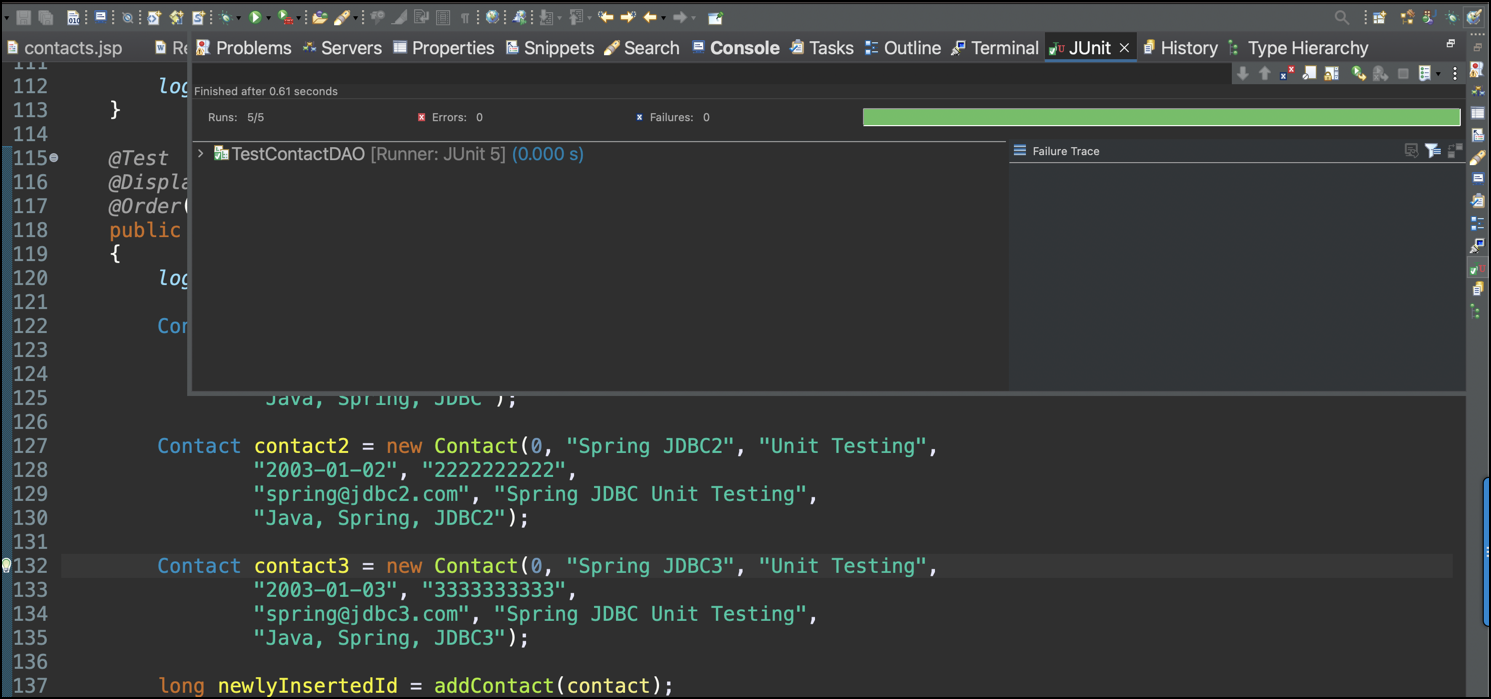 contacts.jsp
Re
Problems
Servers
Properties
Snippets
Search
Console
Tasks
Outline
Terminal
JUnit
History
Type Hierarchy
Finished after 0.61 seconds
Runs: 5/5
Errors: 0
Failures: 0
TestContactDAO [Runner: JUnit 5] (0.000 s)
Failure Trace
111
112 log
113 }
114
115 @Test
116 @Displa
117 @Order(
118 public
119 {
120 log
121
122 Con
123
124
125 "Java, Spring, JDBC");
126
127 Contact contact2 = new Contact(0, "Spring JDBC2", "Unit Testing",
128 "2003-01-02", "2222222222",
129 "spring@jdbc2.com", "Spring JDBC Unit Testing",
130 "Java, Spring, JDBC2");
131
132 Contact contact3 = new Contact(0, "Spring JDBC3", "Unit Testing",
133 "2003-01-03", "3333333333",
134 "spring@jdbc3.com", "Spring JDBC Unit Testing",
135 "Java, Spring, JDBC3");
136
137 long newlyInsertedId = addContact(contact);